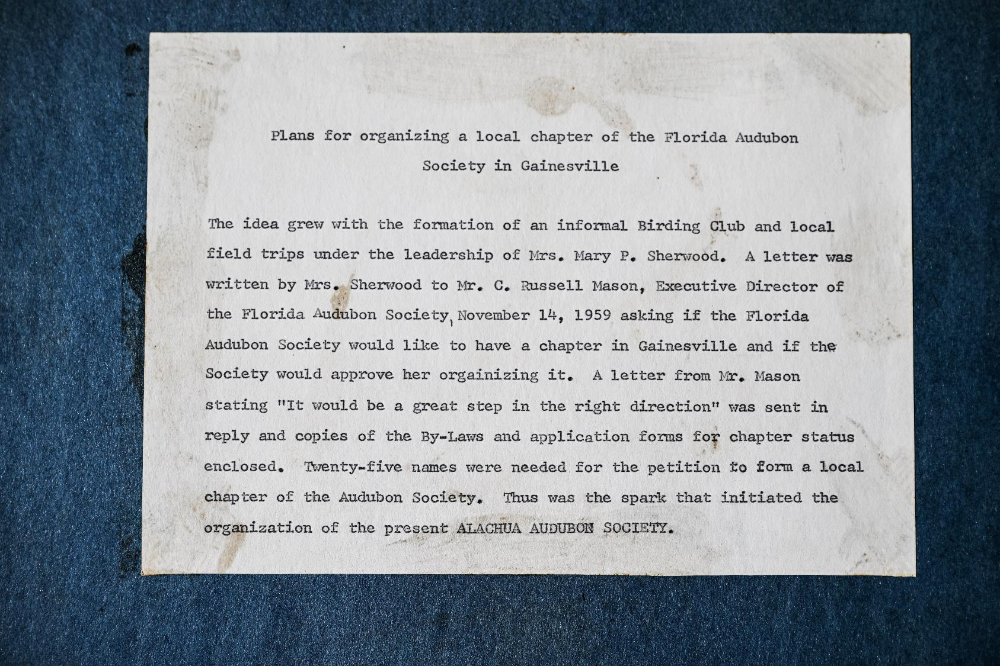 Plans for organizing a local chapter of the Florida Audubon
Society in Gainesville
The idea grew with the formation of an informal Birding Club and local
field trips under the leadership of Mrs. Mary P. Sherwood. A letter was
written by Mrs. Sherwood to Mr. C. Russell Mason, Executive Director of
the Florida Audubon Society, November 14, 1959 asking if the Florida
Audubon Society would like to have a chapter in Gainesville and if the
Society would approve her orgainizing it. A letter from Mr. Mason
stating "It would be a great step in the right direction" was sent in
reply and copies of the By-Laws and application forms for chapter status
enclosed. Twenty-five names were needed for the petition to form a local
chapter of the Audubon Society. Thus was the spark that initiated the
organization of the present ALACHUA AUDUBON SOCIETY.